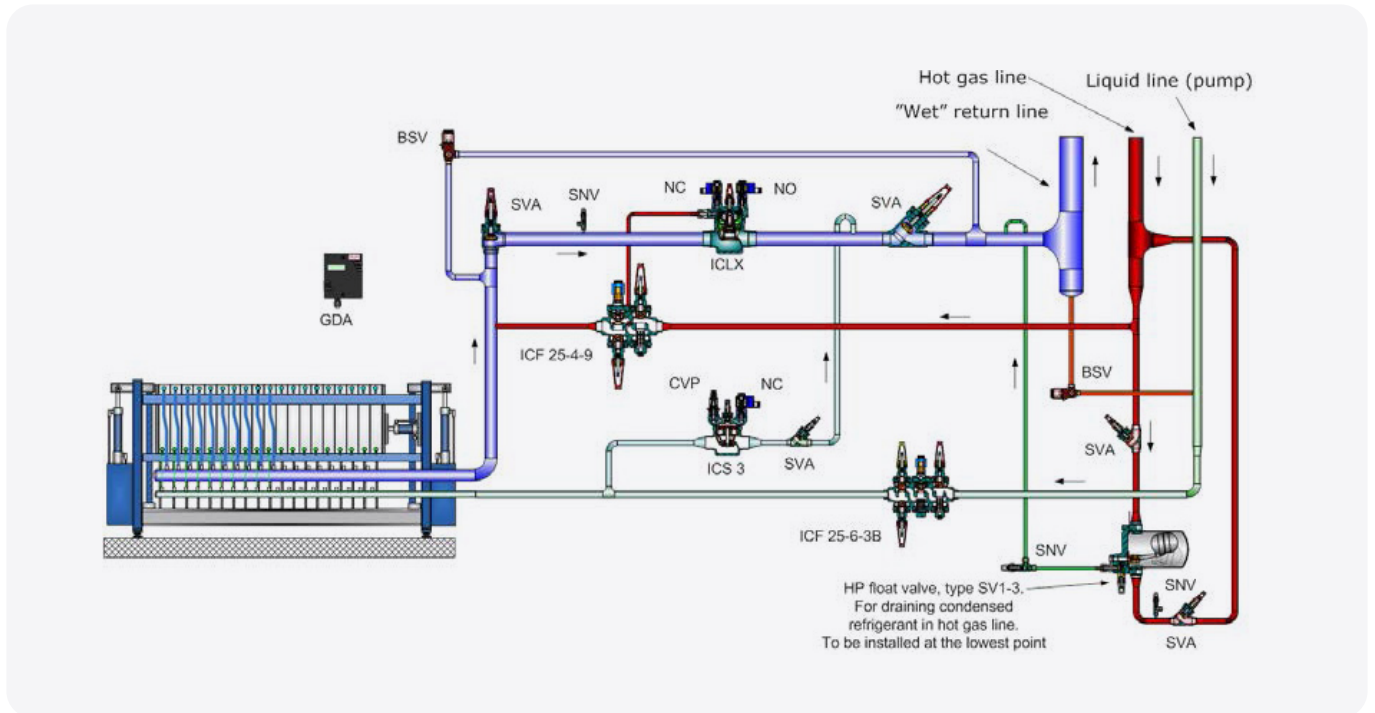 Hot gas line
Liquid line (pump)
"Wet" return line
BSV
SVA
SNV
NC
NO
SVA
ICLX
GDA
ICF 25-4-9
CVP
NC
BSV
ICS 3
SVA
SVA
ICF 25-6-3B
SNV
HP float valve, type SV1-3.
For draining condensed
refrigerant in hot gas line.
To be installed at the lowest point
SNV
SVA